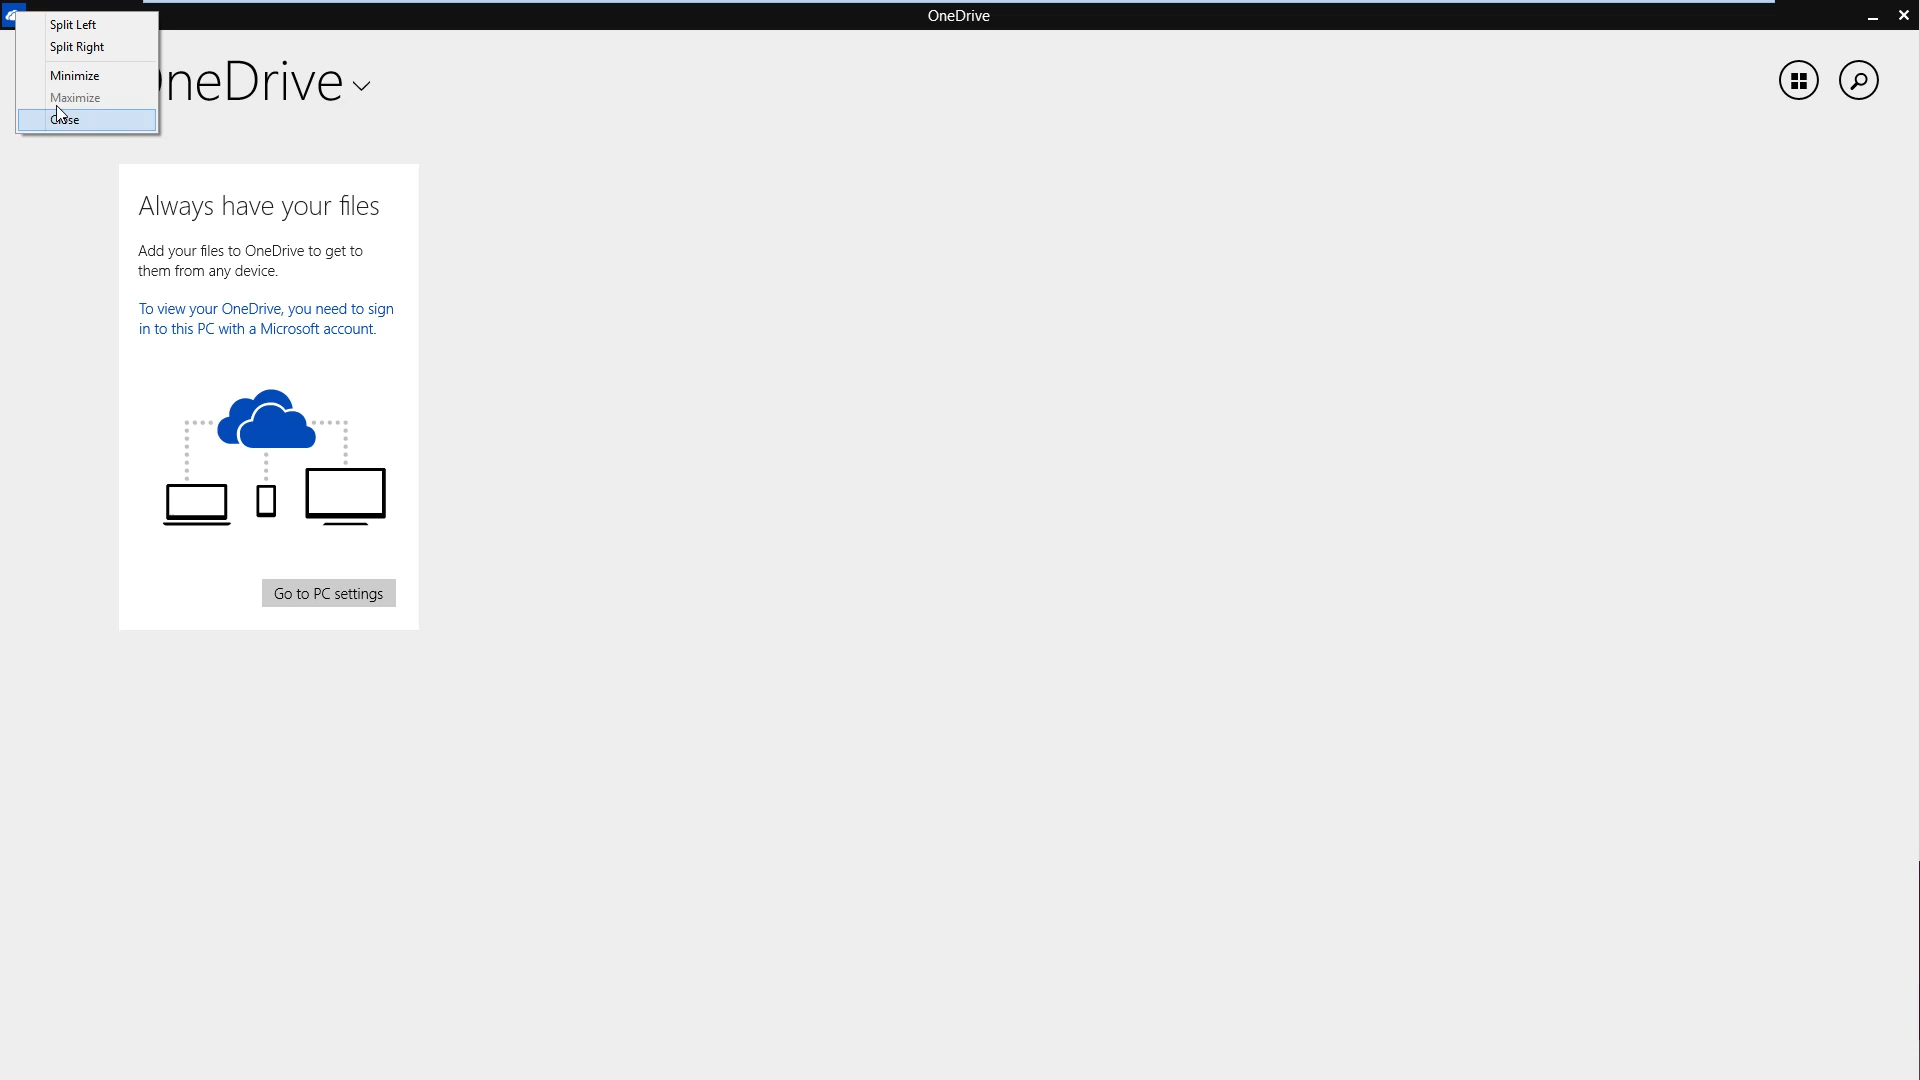 OneDrive
Split Left
Split Right
Minimize
Maximize
Close
OneDrive
Always have your files
Add your files to OneDrive to get to
them from any device.
To view your OneDrive, you need to sign
in to this PC with a Microsoft account.
Go to PC settings